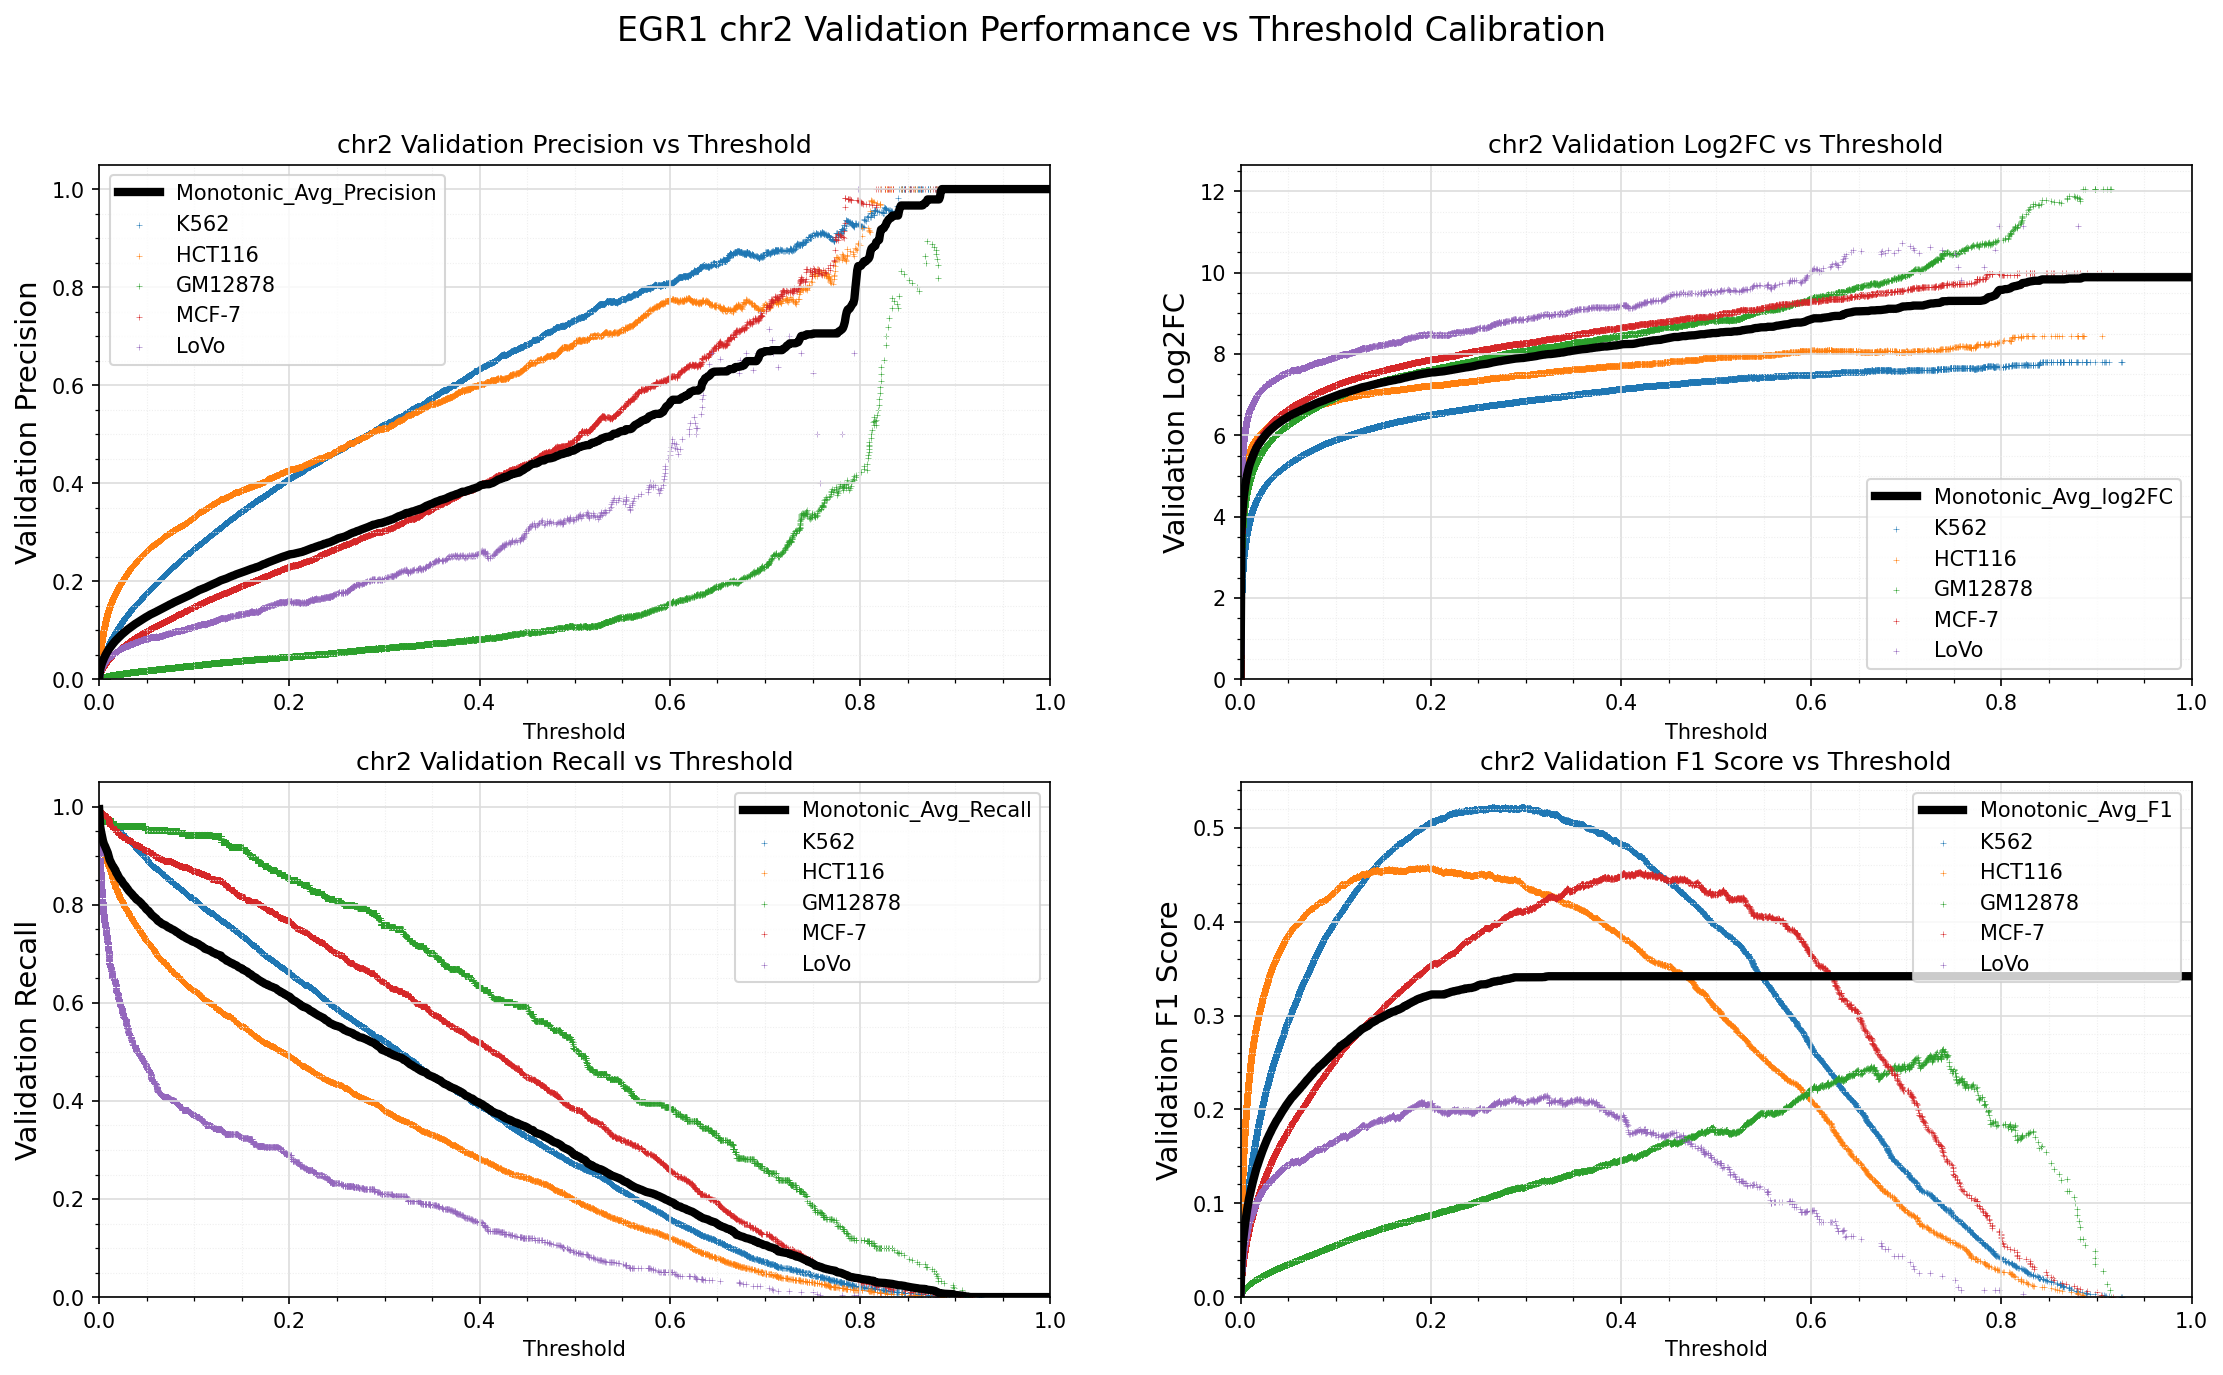 EGR1 chr2 Validation Performance vs Threshold Calibration
chr2 Validation Precision vs Threshold
Validation Precision
1.0
0.8
0.6
0.4
0.2
0.0
Monotonic_Avg_Precision
K562
HCT116
GM12878
MCF-7
LoVo
0.0 0.2 0.4 0.6 0.8 1.0
Threshold
chr2 Validation Log2FC vs Threshold
Validation Log2FC
12
10
8
6
4
2
0
Monotonic_Avg_log2FC
K562
HCT116
GM12878
MCF-7
LoVo
0.0 0.2 0.4 0.6 0.8 1.0
Threshold
chr2 Validation Recall vs Threshold
Validation Recall
1.0
0.8
0.6
0.4
0.2
0.0
Monotonic_Avg_Recall
K562
HCT116
GM12878
MCF-7
LoVo
0.0 0.2 0.4 0.6 0.8 1.0
Threshold
chr2 Validation F1 Score vs Threshold
Validation F1 Score
0.5
0.4
0.3
0.2
0.1
0.0
Monotonic_Avg_F1
K562
HCT116
GM12878
MCF-7
LoVo
0.0 0.2 0.4 0.6 0.8 1.0
Threshold